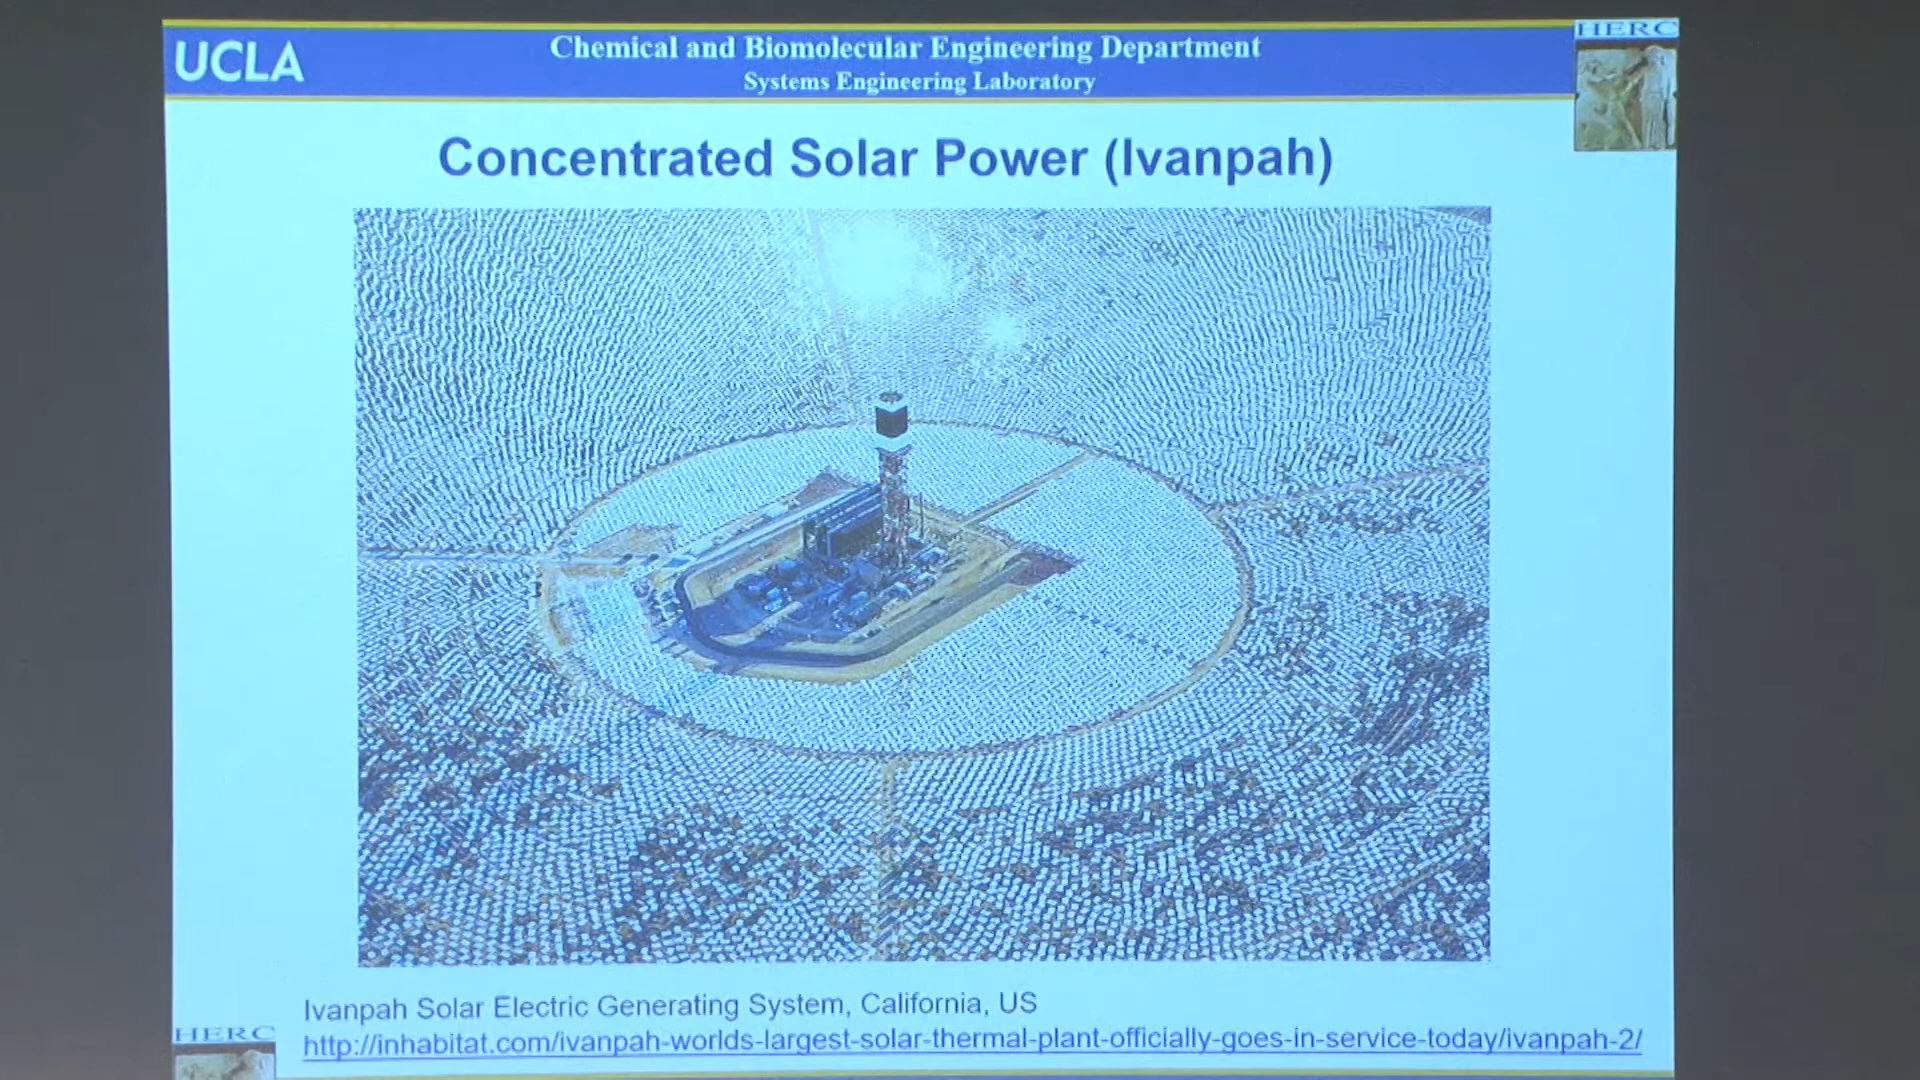 UCLA
Chemical and Biomolecular Engineering Department
Systems Engineering Laboratory
HERC
Concentrated Solar Power (Ivanpah)
Ivanpah Solar Electric Generating System, California, US
http://inhabitat.com/ivanpah-worlds-largest-solar-thermal-plant-officially-goes-in-service-today/ivanpah-2/
HERC